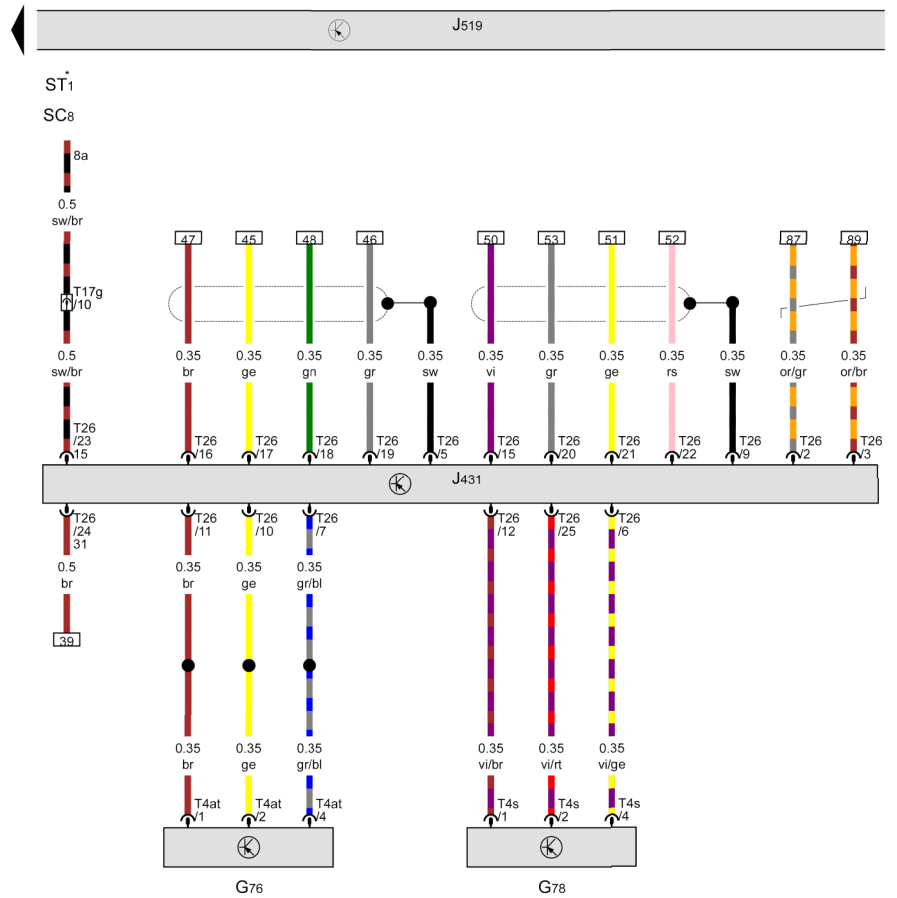 J519
ST1*
SC8
8a
0.5
sw/br
47 45 48 46 50 53 51 52 87 89
T17g
/10
0.5 0.35 0.35 0.35 0.35 0.35 0.35 0.35 0.35 0.35 0.35 0.35 0.35
sw/br br ge gn gr sw vi gr ge rs sw or/gr or/br
T26
/23
15
T26 T26 T26 T26 T26 T26 T26 T26 T26 T26 T26 T26
/16 /17 /18 /19 /5 /15 /20 /21 /22 /9 /2 /3
J431
T26
/24
31
T26 T26 T26 T26 T26 T26
/11 /10 /7 /12 /25 /6
0.5 0.35 0.35 0.35
br br ge gr/bl
39
0.35 0.35 0.35 0.35 0.35 0.35
br ge gr/bl vi/br vi/rt vi/ge
T4at T4at T4at T4s T4s T4s
/1 /2 /4 /1 /2 /4
G76 G78